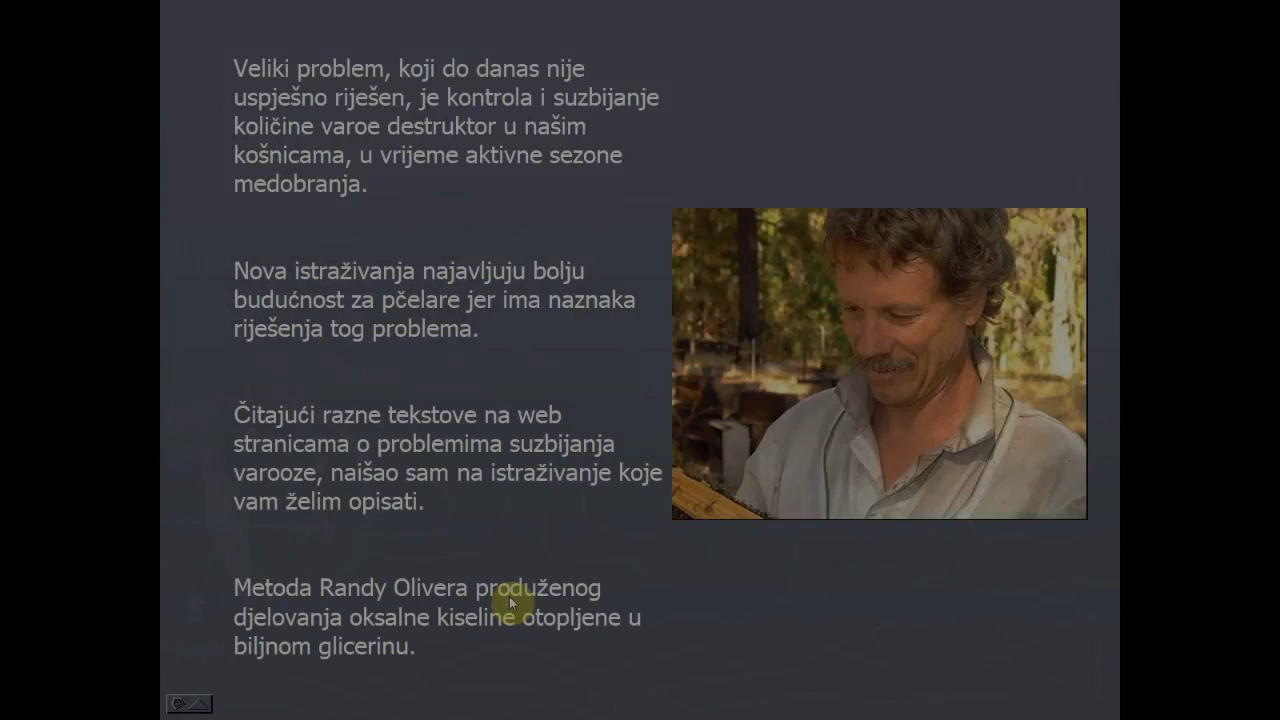 Veliki problem, koji do danas nije
uspješno riješen, je kontrola i suzbijanje
količine varoe destruktor u našim
košnicama, u vrijeme aktivne sezone
medobranja.
Nova istraživanja najavljuju bolju
budućnost za pčelare jer ima naznaka
riješenja tog problema.
Čitajući razne tekstove na web
stranicama o problemima suzbijanja
varooze, naišao sam na istraživanje koje
vam želim opisati.
Metoda Randy Olivera produženog
djelovanja oksalne kiseline otopljene u
biljnom glicerinu.